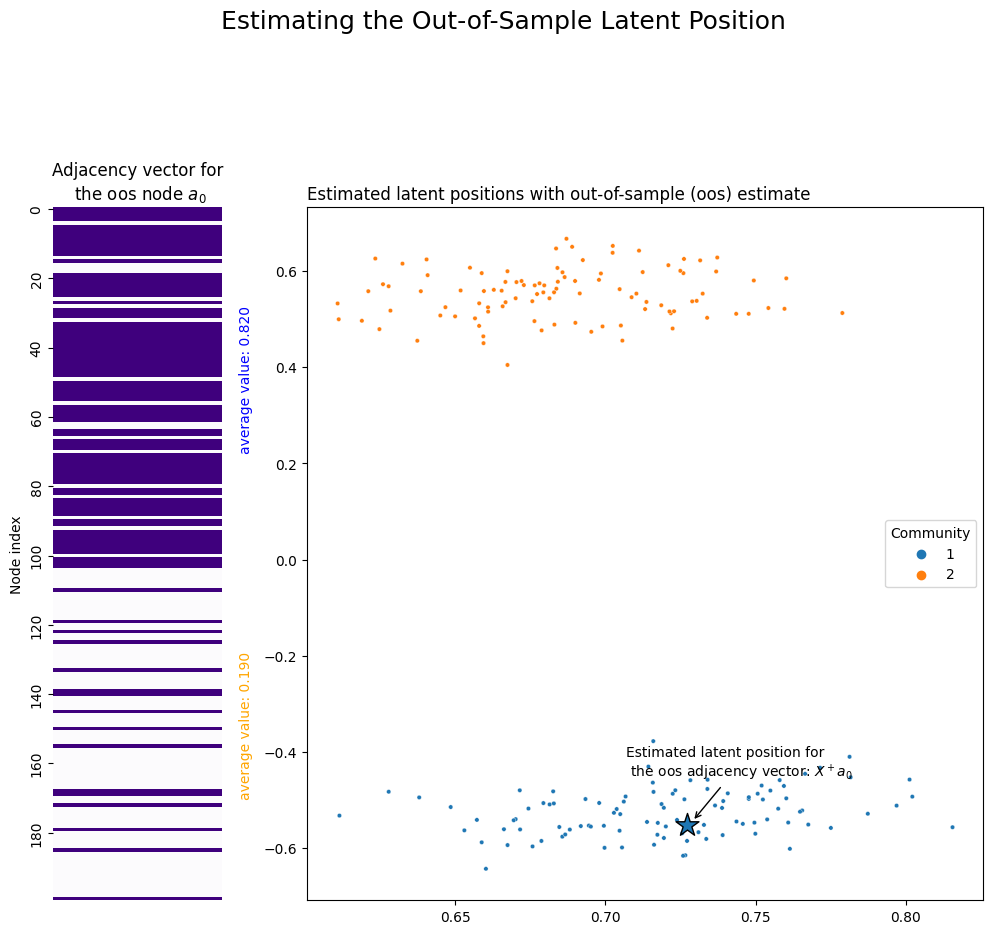 Estimating the Out-of-Sample Latent Position
Adjacency vector for
the oos node a₀
Node index
0
20
40
60
80
100
120
140
160
180
average value: 0.820
average value: 0.190
Estimated latent positions with out-of-sample (oos) estimate
0.6
0.4
0.2
0.0
−0.2
−0.4
−0.6
Community
1
2
Estimated latent position for
the oos adjacency vector: X⁺a₀
0.65
0.70
0.75
0.80